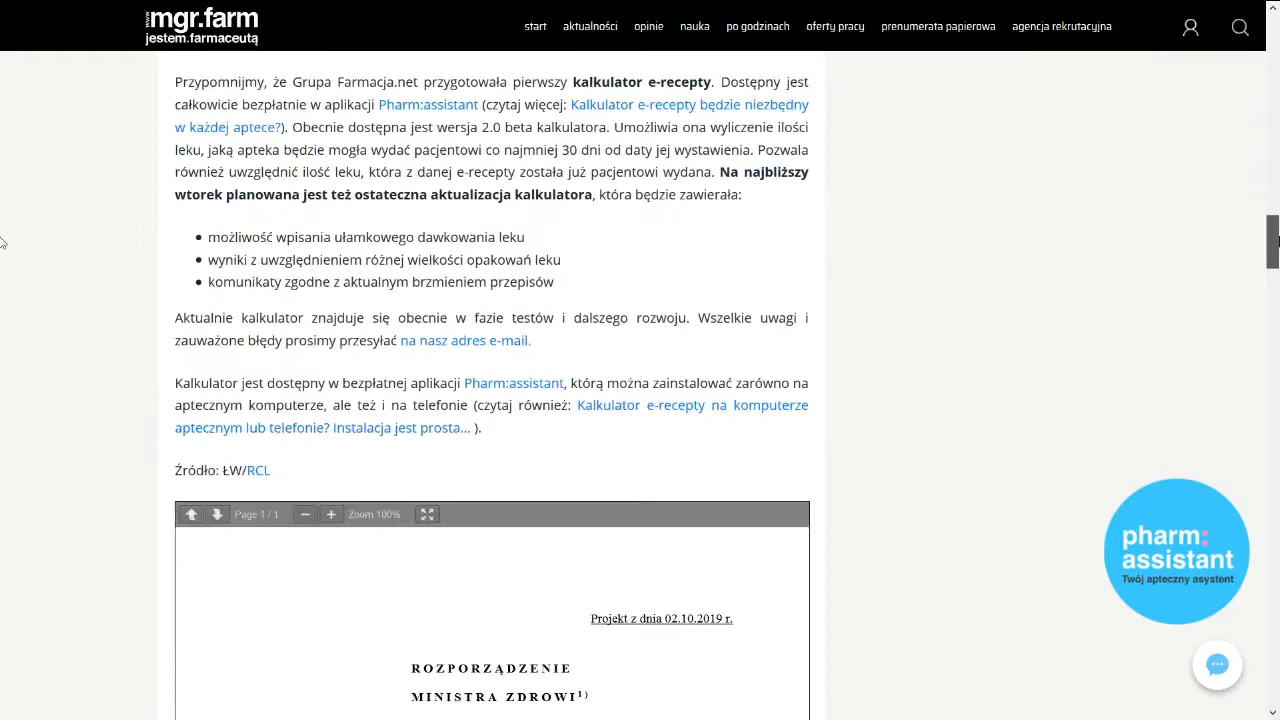 www.mgr.farm
jestem.farmaceutą
start aktualności opinie nauka po godzinach oferty pracy prenumerata papierowa agencja rekrutacyjna
Przypomnijmy, że Grupa Farmacja.net przygotowała pierwszy kalkulator e-recepty. Dostępny jest
całkowicie bezpłatnie w aplikacji Pharm:assistant (czytaj więcej: Kalkulator e-recepty będzie niezbędny
w każdej aptece?). Obecnie dostępna jest wersja 2.0 beta kalkulatora. Umożliwia ona wyliczenie ilości
leku, jaką apteka będzie mogła wydać pacjentowi co najmniej 30 dni od daty jej wystawienia. Pozwala
również uwzględnić ilość leku, która z danej e-recepty została już pacjentowi wydana. Na najbliższy
wtorek planowana jest też ostateczna aktualizacja kalkulatora, która będzie zawierała:
• możliwość wpisania ułamkowego dawkowania leku
• wyniki z uwzględnieniem różnej wielkości opakowań leku
• komunikaty zgodne z aktualnym brzmieniem przepisów
Aktualnie kalkulator znajduje się obecnie w fazie testów i dalszego rozwoju. Wszelkie uwagi i
zauważone błędy prosimy przesyłać na nasz adres e-mail.
Kalkulator jest dostępny w bezpłatnej aplikacji Pharm:assistant, którą można zainstalować zarówno na
aptecznym komputerze, ale też i na telefonie (czytaj również: Kalkulator e-recepty na komputerze
aptecznym lub telefonie? Instalacja jest prosta... ).
Źródło: ŁW/RCL
Page 1 / 1 Zoom 100%
Projekt z dnia 02.10.2019 r.
ROZPORZĄDZENIE
MINISTRA ZDROWI¹⁾
pharm:
assistant
Twój apteczny asystent